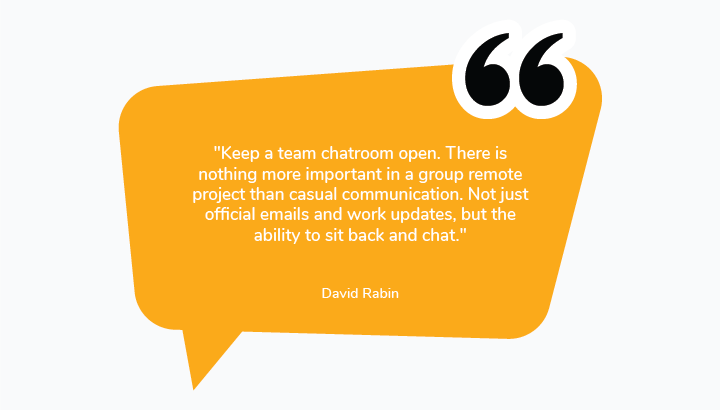 "Keep a team chatroom open. There is
nothing more important in a group remote
project than casual communication. Not just
official emails and work updates, but the
ability to sit back and chat."
David Rabin